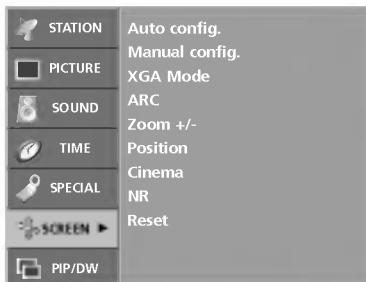 STATION
PICTURE
SOUND
TIME
SPECIAL
SCREEN
PIP/DW
Auto config.
Manual config.
XGA Mode
ARC
Zoom +/-
Position
Cinema
NR
Reset